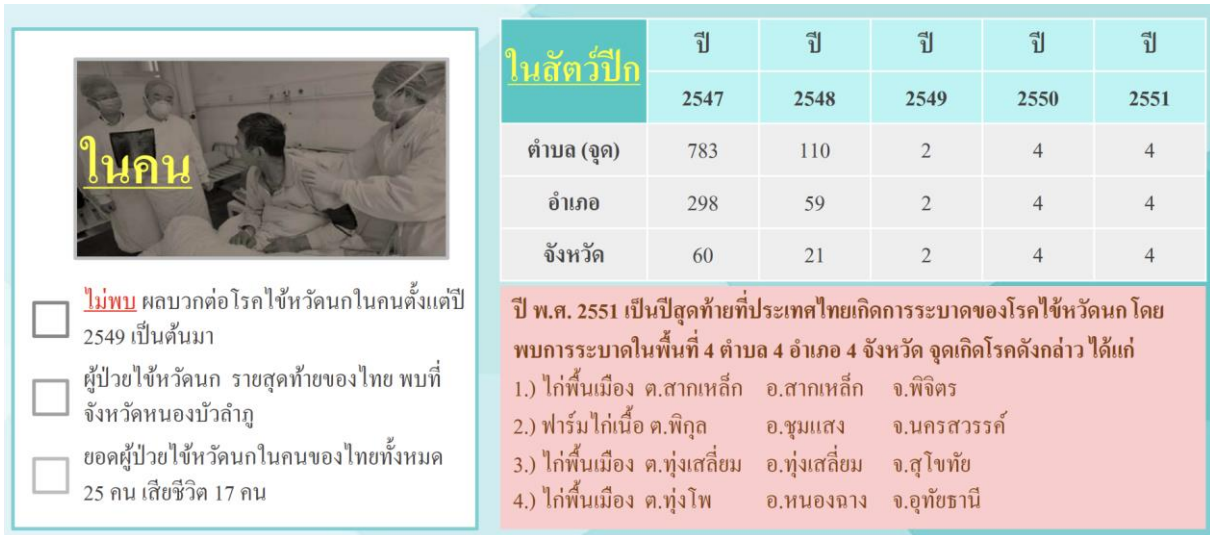 ในคน
ไม่พบ ผลบวกต่อโรคไข้หวัดนกในคนตั้งแต่ปี
2549 เป็นต้นมา
ผู้ป่วยไข้หวัดนก รายสุดท้ายของไทย พบที่
จังหวัดหนองบัวลำภู
ยอดผู้ป่วยไข้หวัดนกในคนของไทยทั้งหมด
25 คน เสียชีวิต 17 คน
ในสัตว์ปีก ปี ปี ปี ปี ปี
2547 2548 2549 2550 2551
ตำบล (จุด) 783 110 2 4 4
อำเภอ 298 59 2 4 4
จังหวัด 60 21 2 4 4
ปี พ.ศ. 2551 เป็นปีสุดท้ายที่ประเทศไทยเกิดการระบาดของโรคไข้หวัดนก โดย
พบการระบาดในพื้นที่ 4 ตำบล 4 อำเภอ 4 จังหวัด จุดเกิดโรคดังกล่าว ได้แก่
1.) ไก่พื้นเมือง ต.สากเหล็ก อ.สากเหล็ก จ.พิจิตร
2.) ฟาร์มไก่เนื้อ ต.พิกุล อ.ชุมแสง จ.นครสวรรค์
3.) ไก่พื้นเมือง ต.ทุ่งเสลี่ยม อ.ทุ่งเสลี่ยม จ.สุโขทัย
4.) ไก่พื้นเมือง ต.ทุ่งโพ อ.หนองฉาง จ.อุทัยธานี